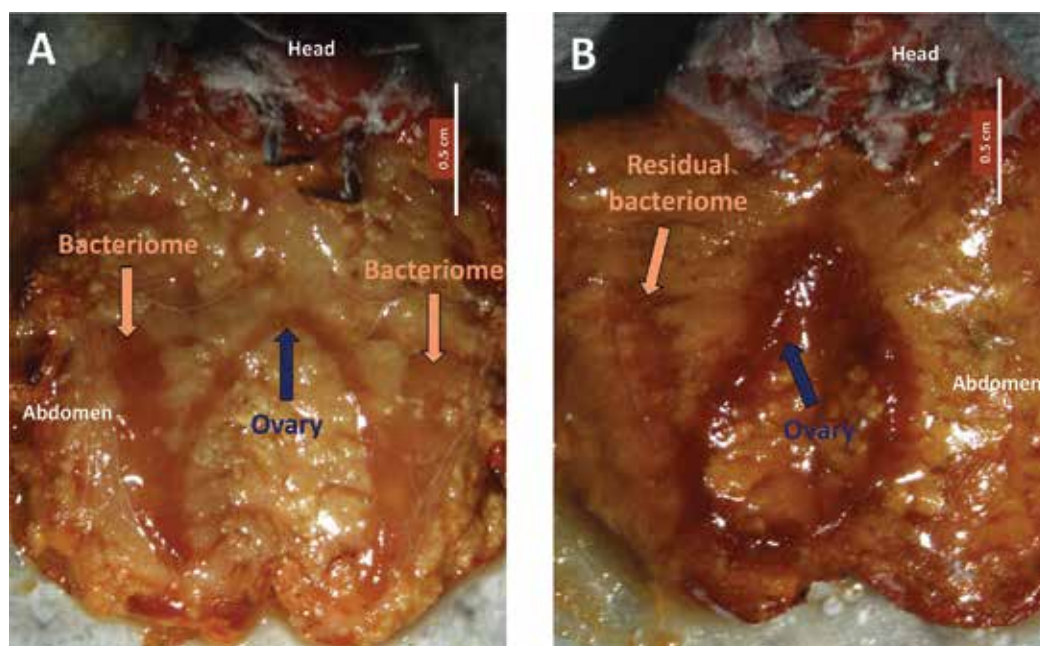 A
Head
0.5 cm
Bacteriome
Bacteriome
Abdomen
Ovary
B
Head
0.5 cm
Residual
bacteriome
Abdomen
Ovary